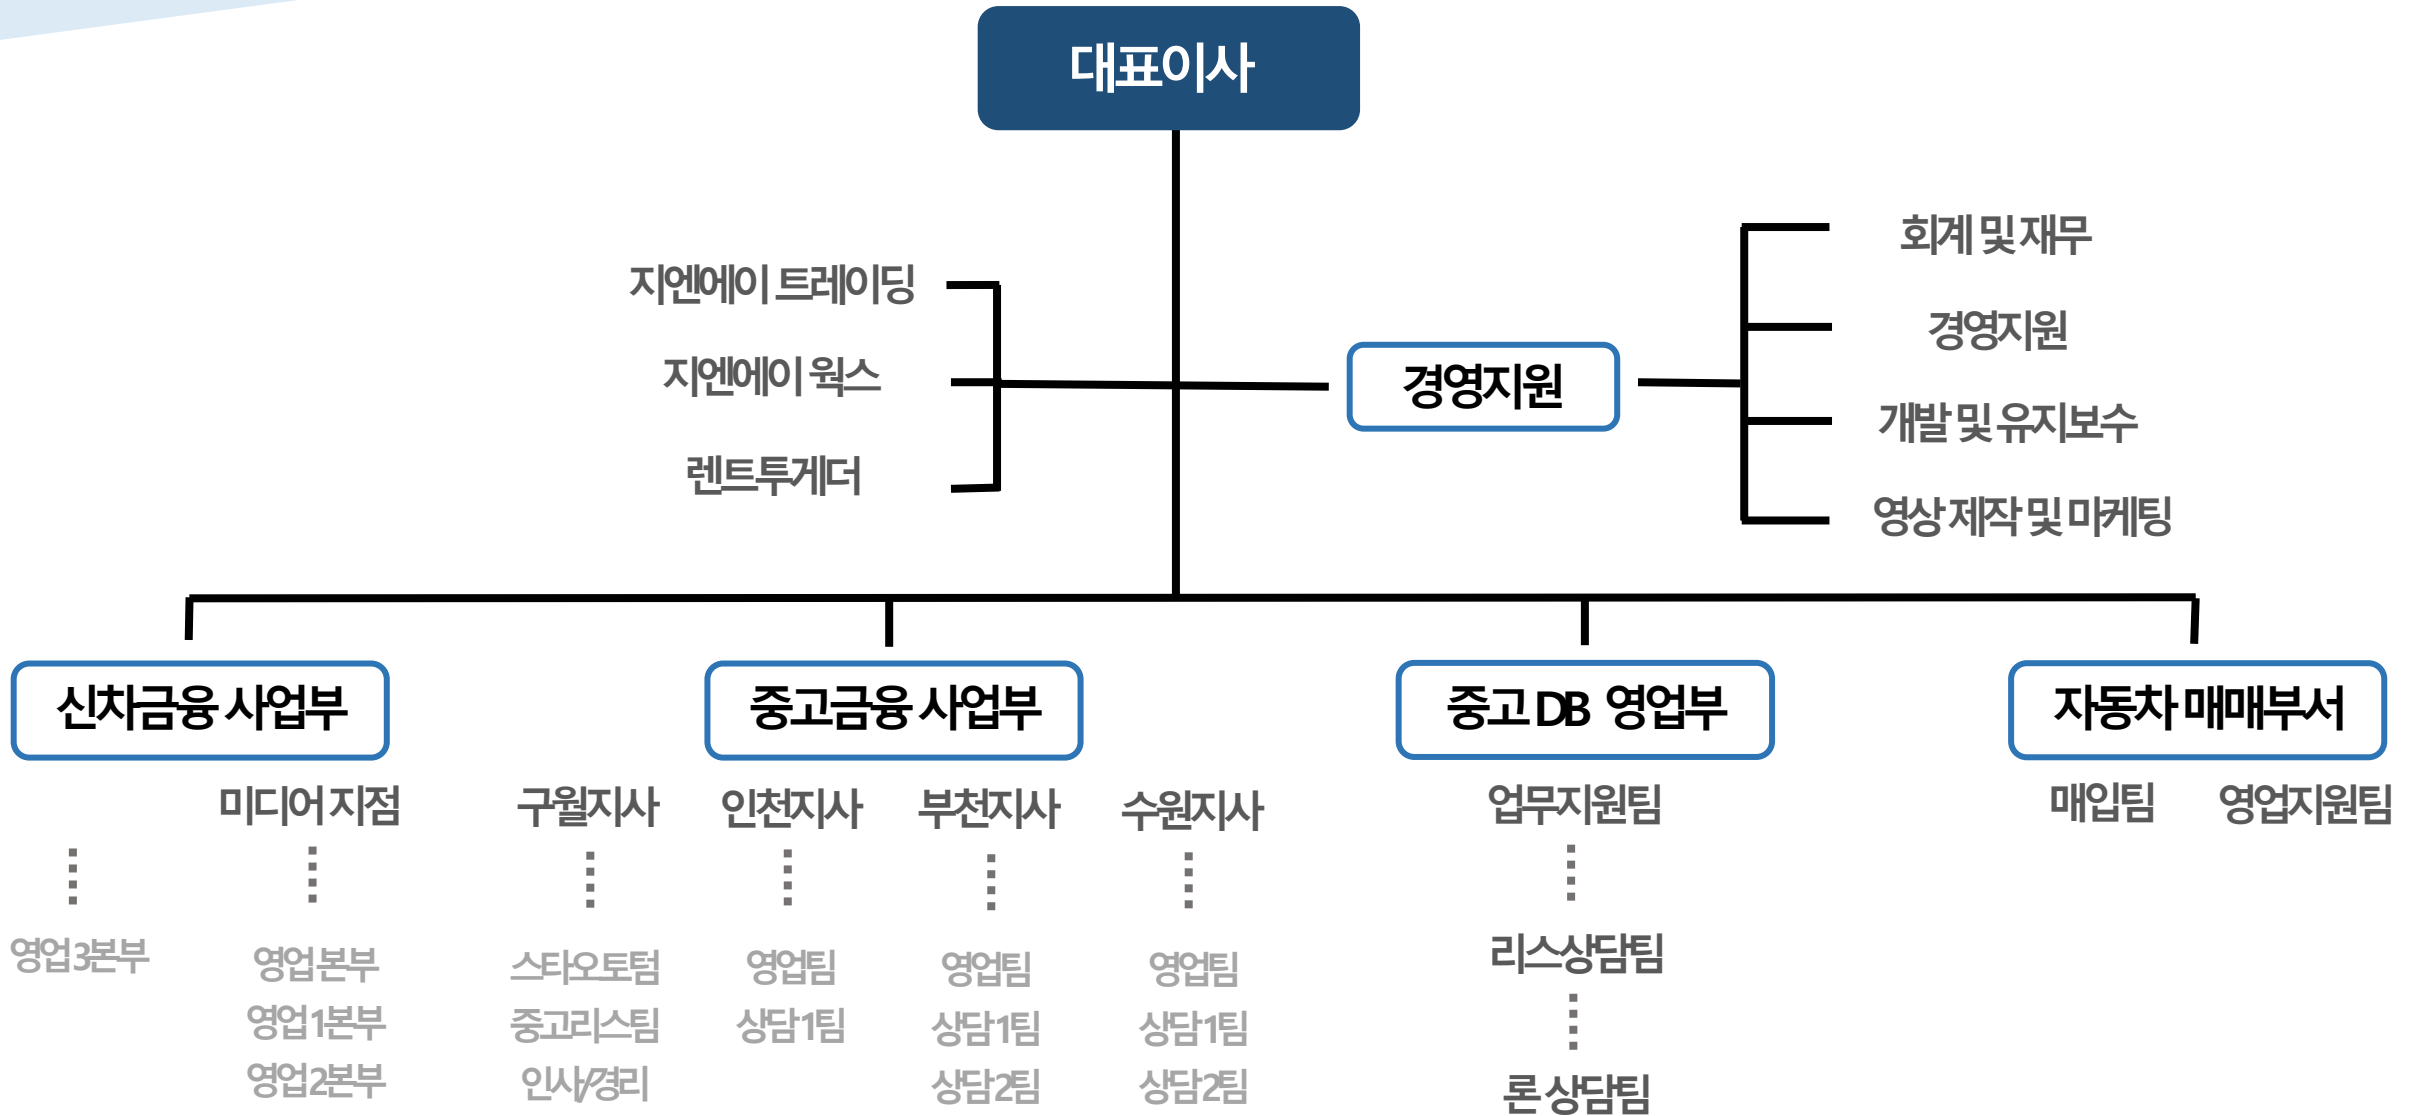 대표이사
지엔에이 트레이딩
지엔에이 웍스
렌트투게더
경영지원
회계 및 재무
경영지원
개발 및 유지보수
영상 제작 및 마케팅
신차금융 사업부
미디어 지점
영업 3본부
영업 본부
영업 1본부
영업 2본부
중고금융 사업부
구월지사
스타오토텀
중고리스팀
인사/경리
인천지사
영업팀
상담1팀
부천지사
영업팀
상담1팀
상담2팀
수원지사
영업팀
상담1팀
상담2팀
중고 DB 영업부
업무지원팀
리스상담팀
론 상담팀
자동차 매매부서
매입팀
영업지원팀